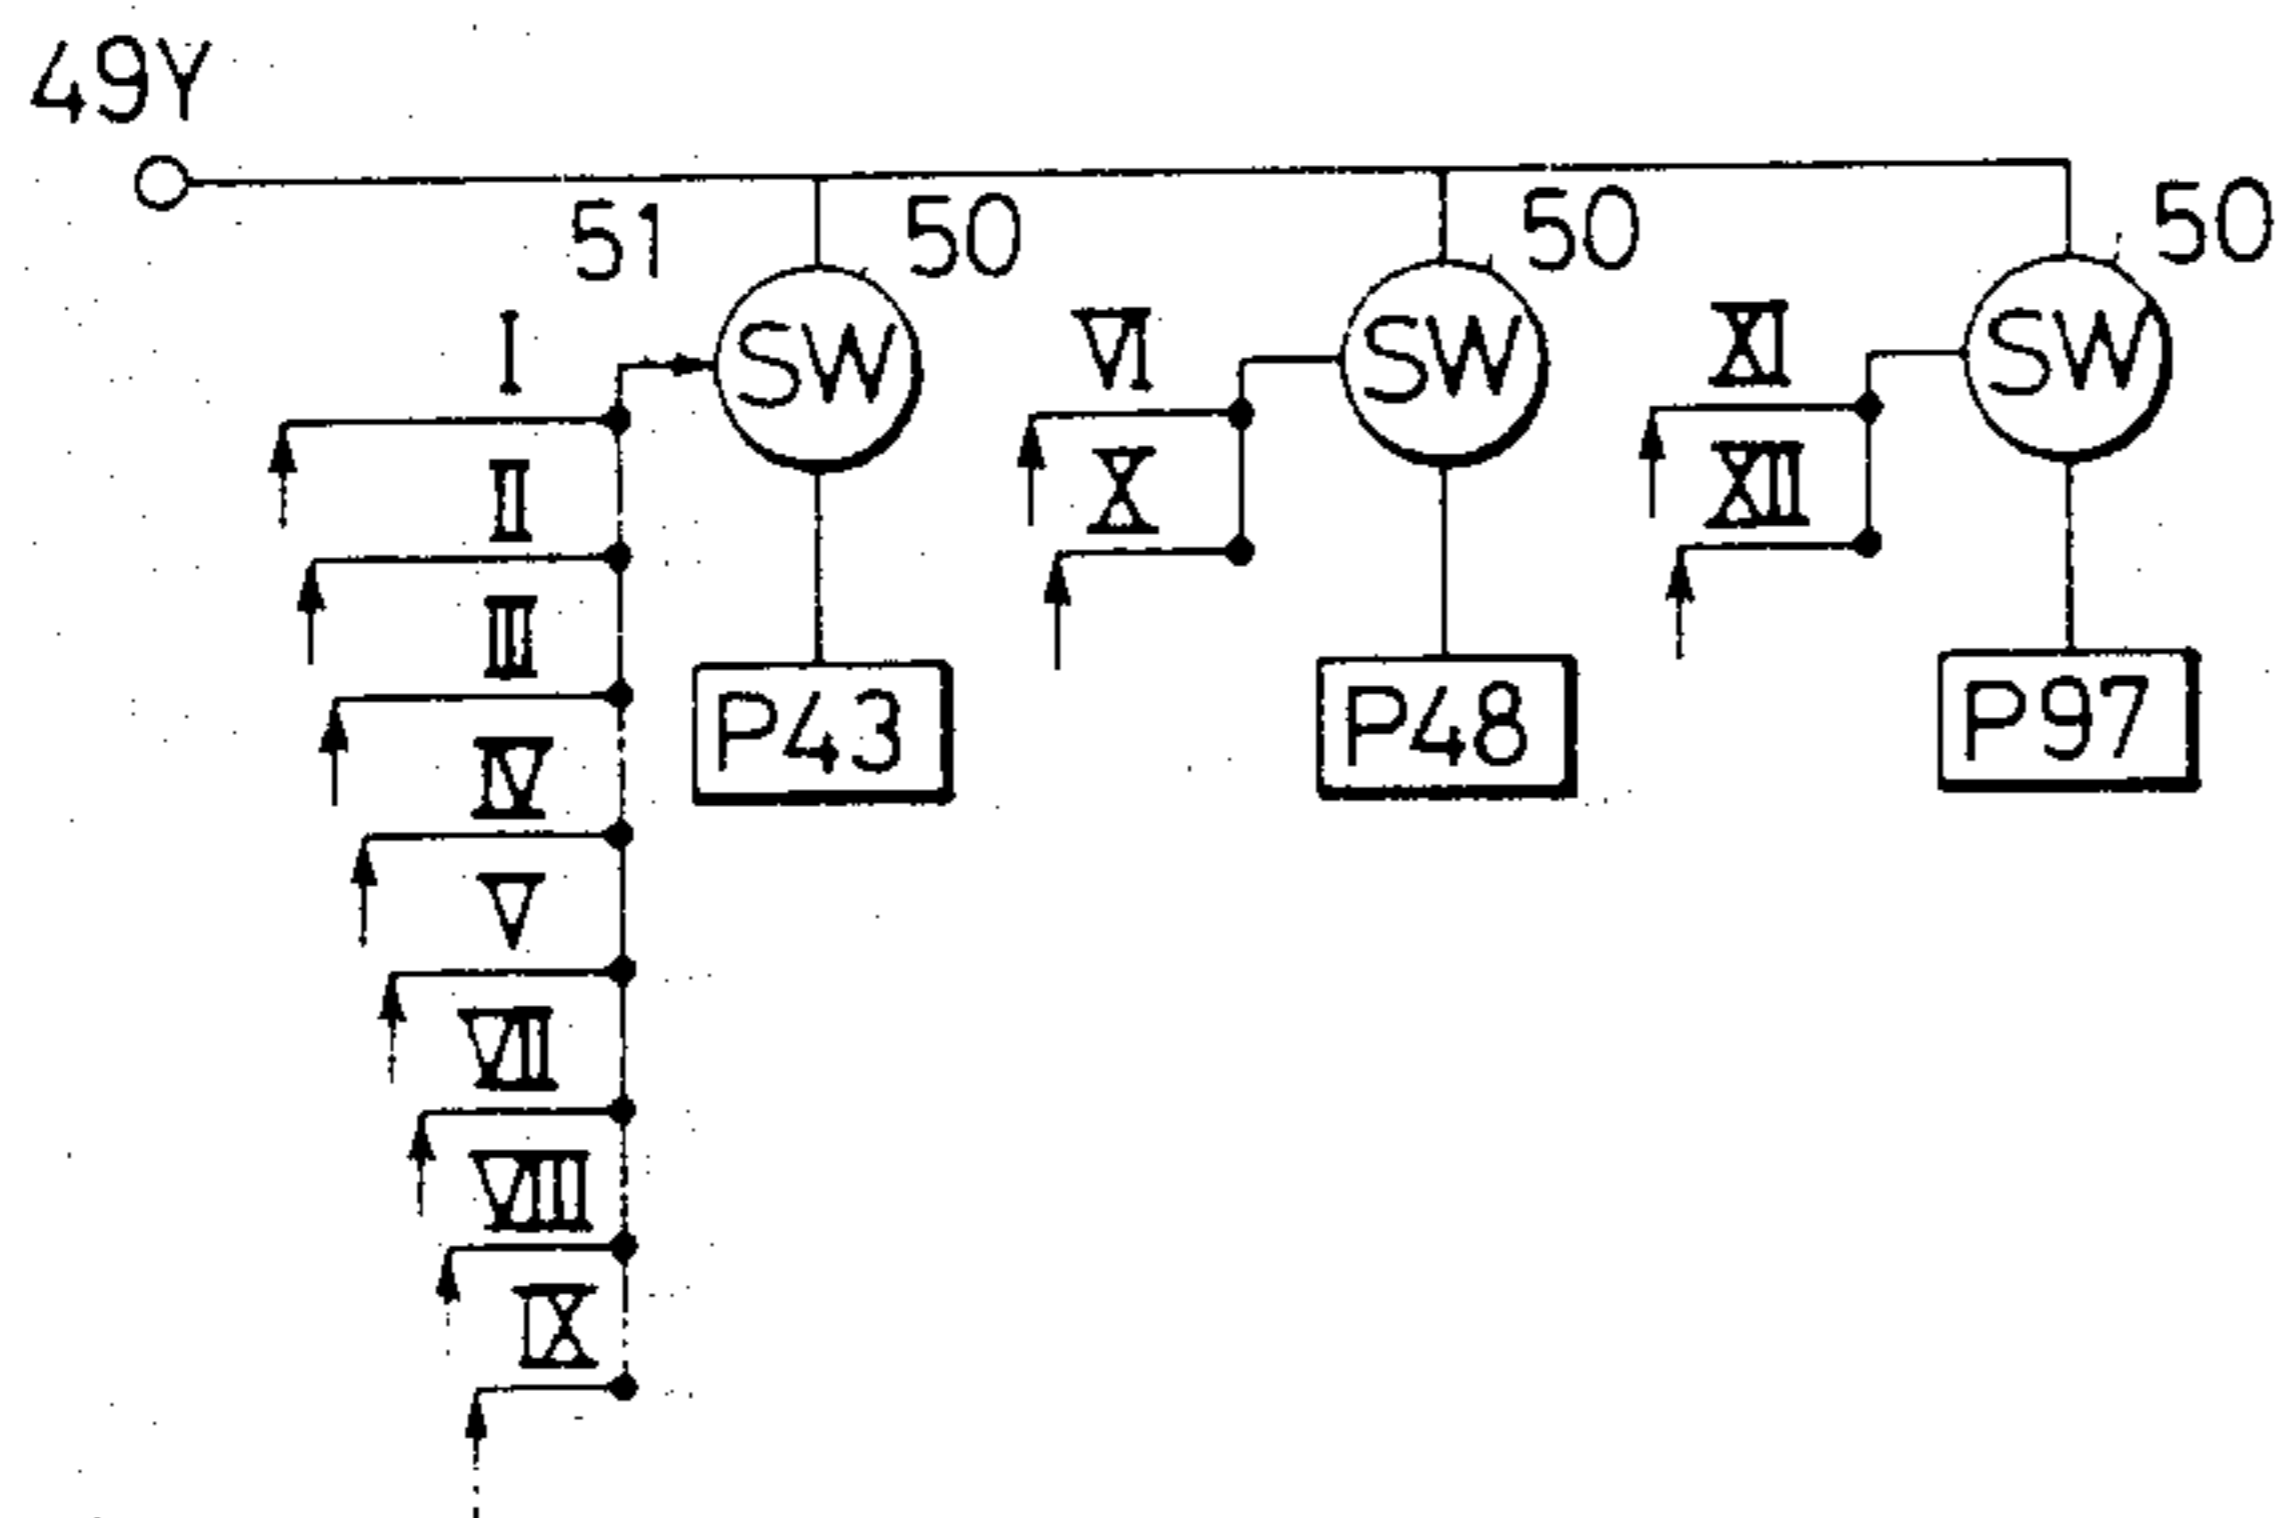 49Y
51 50 50 50
SW SW SW
I VI XI
II X XII
III
P43 P48 P97
IV
V
VII
VIII
IX